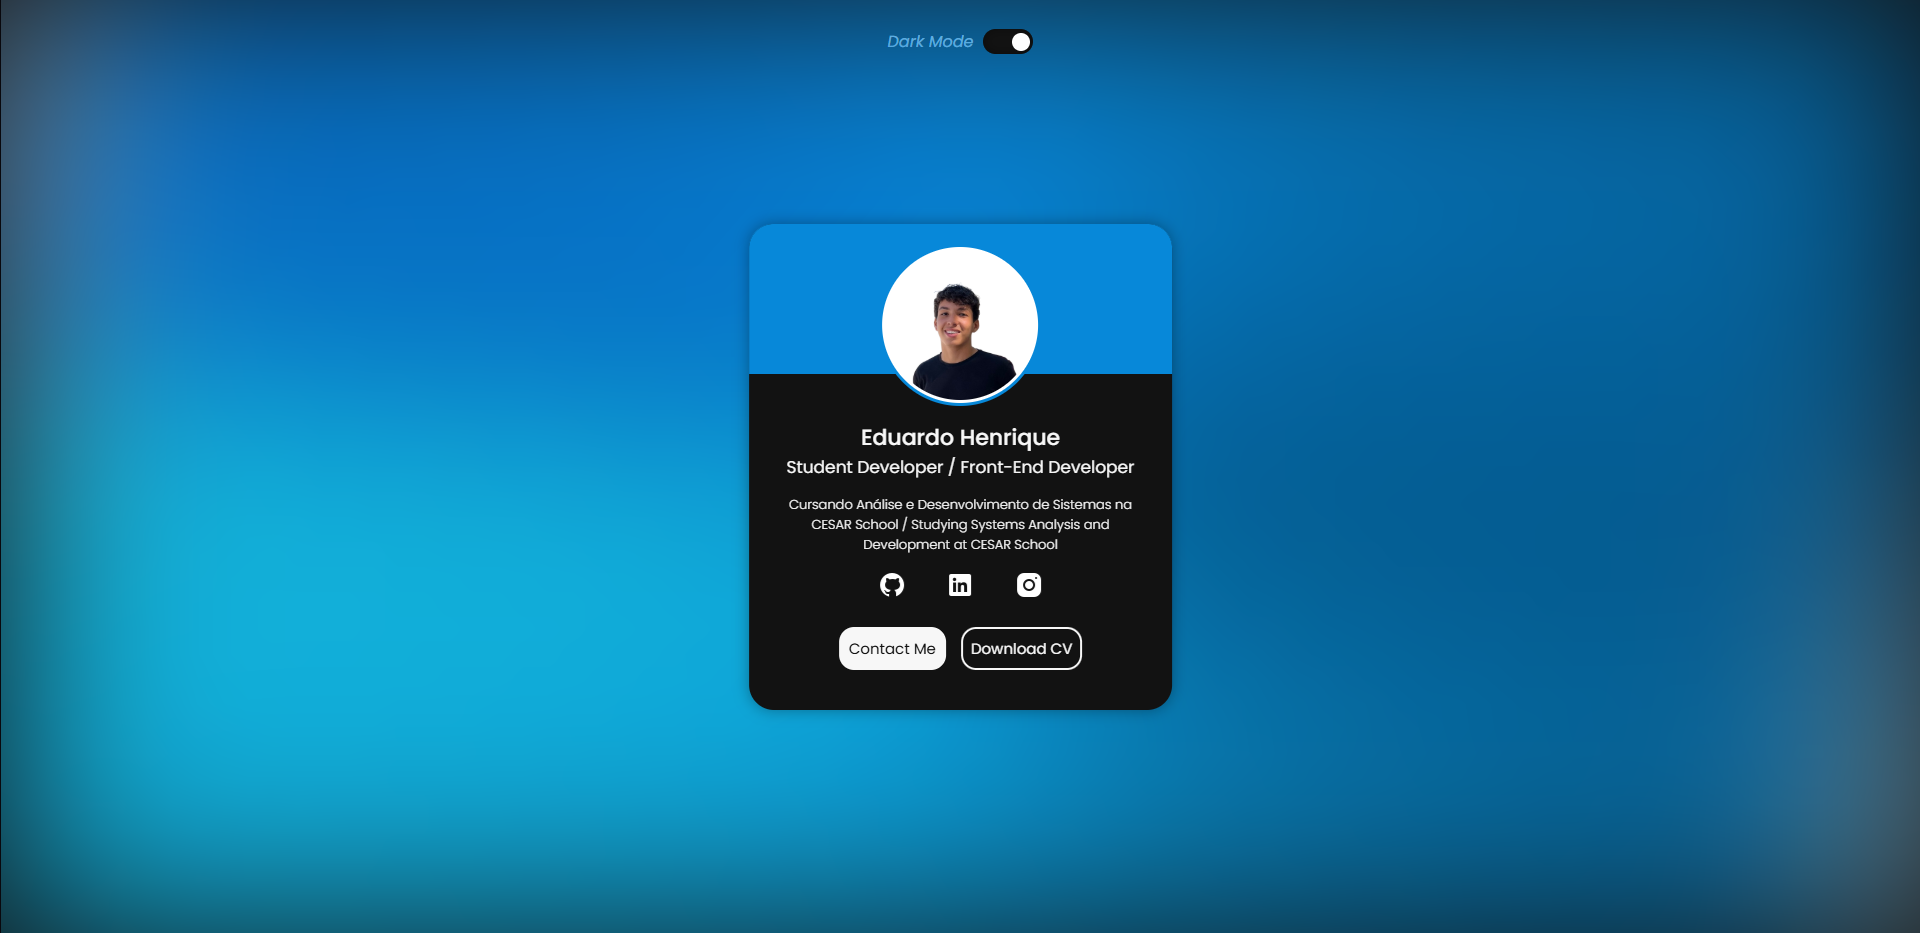 Dark Mode
Eduardo Henrique
Student Developer / Front-End Developer
Cursando Análise e Desenvolvimento de Sistemas na
CESAR School / Studying Systems Analysis and
Development at CESAR School
in
Contact Me
Download CV